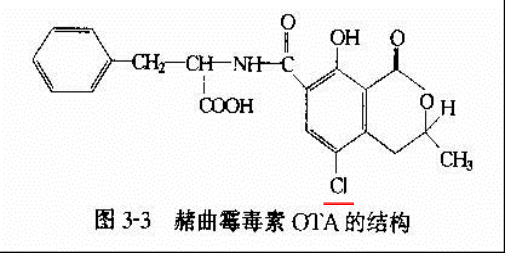 O OH O
CH₂-CH-NH-C
COOH O H
CH₃
Cl
图 3-3 赭曲霉毒素 OTA 的结构